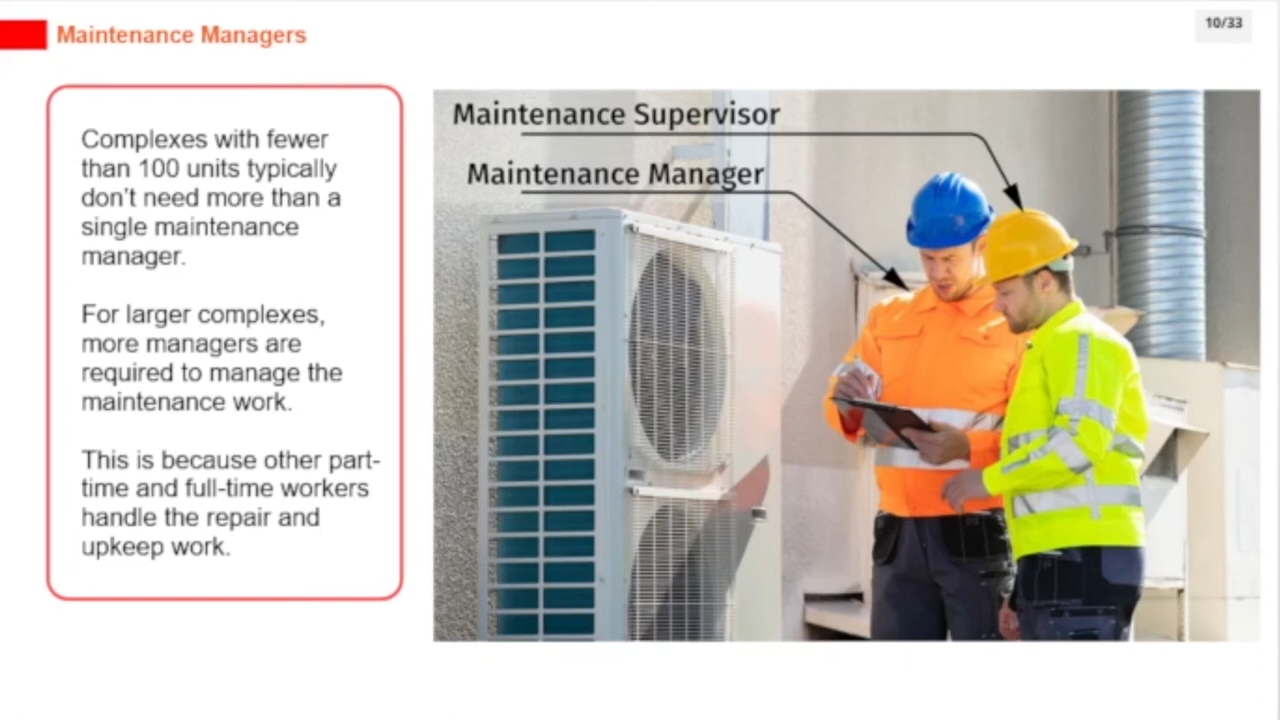 Maintenance Managers
10/33
Complexes with fewer
than 100 units typically
don't need more than a
single maintenance
manager.
For larger complexes,
more managers are
required to manage the
maintenance work.
This is because other part-
time and full-time workers
handle the repair and
upkeep work.
Maintenance Supervisor
Maintenance Manager